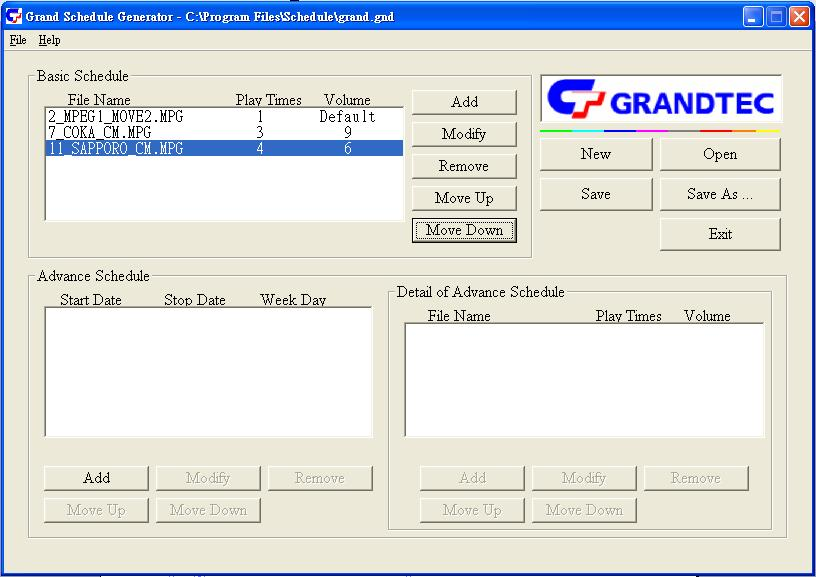 Grand Schedule Generator - C:\Program Files\Schedule\grand.gnd
File Help
Basic Schedule
File Name Play Times Volume
2_MPEG1_MOVE2.MPG 1 Default
7_COKA_CM.MPG 3 9
11_SAPPORO_CM.MPG 4 6
Add
Modify
Remove
Move Up
Move Down
GRANDTEC
New Open
Save Save As ...
Exit
Advance Schedule
Start Date Stop Date Week Day
Add Modify Remove
Move Up Move Down
Detail of Advance Schedule
File Name Play Times Volume
Add Modify Remove
Move Up Move Down